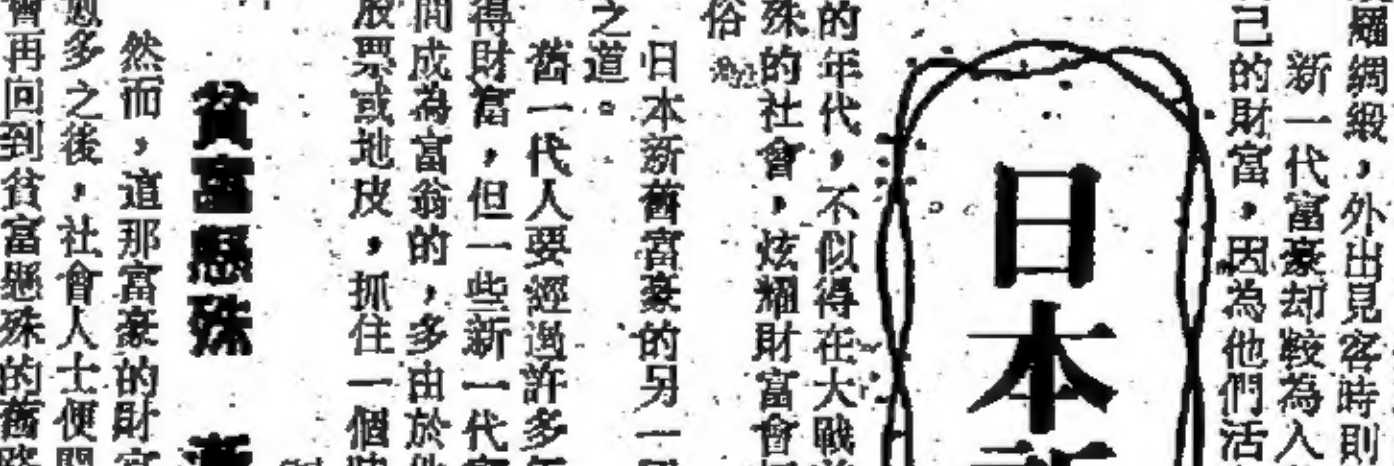 綢緞，外出見客時則
新一代富豪却較為入
己的財富，因為他們活
日本
的年代，不似得在大戰
殊的社會，炫耀財富會
俗
日本新舊富豪的另一
之道。
舊一代人要經過許多
得財富，但一些新一代
間成為富翁的，多由於
股票或地皮，抓住一個
貧富懸殊
然而，這那富豪的財
愈多之後，社會人士便
會再回到貧富懸殊的舊